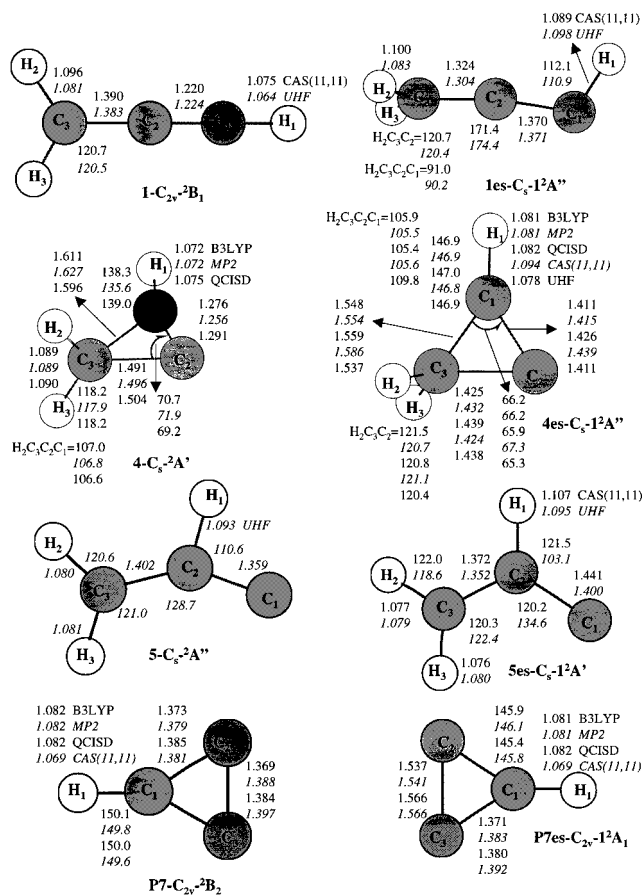 H₂
1.096
1.081
1.390
1.383
1.220
1.224
1.075 CAS(11,11)
1.064 UHF
C₃
C₂
H₁
H₃
120.7
120.5
1-C₂ᵥ-²B₁
1.089 CAS(11,11)
1.098 UHF
H₁
1.100
1.083
1.324
1.304
112.1
110.9
H₂
H₃
C₂
H₂C₃C₂=120.7
120.4
H₂C₃C₂C₁=91.0
90.2
171.4
174.4
1.370
1.371
1es-Cₛ-1²A”
1.611
1.627
1.596
138.3
135.6
139.0
H₁
1.072 B3LYP
1.072 MP2
1.075 QCISD
1.276
1.256
1.291
H₂
C₃
C₂
1.089
1.089
1.090
H₃
1.491
1.496
1.504
118.2
117.9
118.2
70.7
71.9
69.2
H₂C₃C₂C₁=107.0
106.8
106.6
4-Cₛ-²A’
H₂C₃C₂C₁=105.9
105.5
105.4
105.6
109.8
146.9
146.9
147.0
146.8
146.9
H₁
1.081 B3LYP
1.081 MP2
1.082 QCISD
1.094 CAS(11,11)
1.078 UHF
C₁
1.548
1.554
1.559
1.586
1.537
1.411
1.415
1.426
1.439
1.411
C₃
C
H₂
H₃
1.425
1.432
1.439
1.424
1.438
66.2
66.2
65.9
67.3
65.3
H₂C₃C₂=121.5
120.7
120.8
121.1
120.4
4es-Cₛ-1²A”
H₁
1.093 UHF
H₂
120.6
1.402
C₂
110.6
1.359
1.080
C₃
121.0
128.7
C₁
1.081
H₃
5-Cₛ-²A”
1.107 CAS(11,11)
1.095 UHF
H₁
122.0
118.6
1.372
1.352
121.5
103.1
H₂
C₂
1.441
1.400
1.077
1.079
C₃
120.3
122.4
120.2
134.6
C₁
1.076
1.080
H₃
5es-Cₛ-1²A’
1.082 B3LYP
1.082 MP2
1.082 QCISD
1.069 CAS(11,11)
1.373
1.379
1.385
1.381
1.369
1.388
1.384
1.397
H₁
C₁
150.1
149.8
150.0
149.6
P7-C₂ᵥ-²B₂
C₂
145.9
146.1
145.4
145.8
1.081 B3LYP
1.081 MP2
1.082 QCISD
1.069 CAS(11,11)
1.537
1.541
1.566
1.566
C₁
H₁
C₃
1.371
1.383
1.380
1.392
P7es-C₂ᵥ-1²A₁